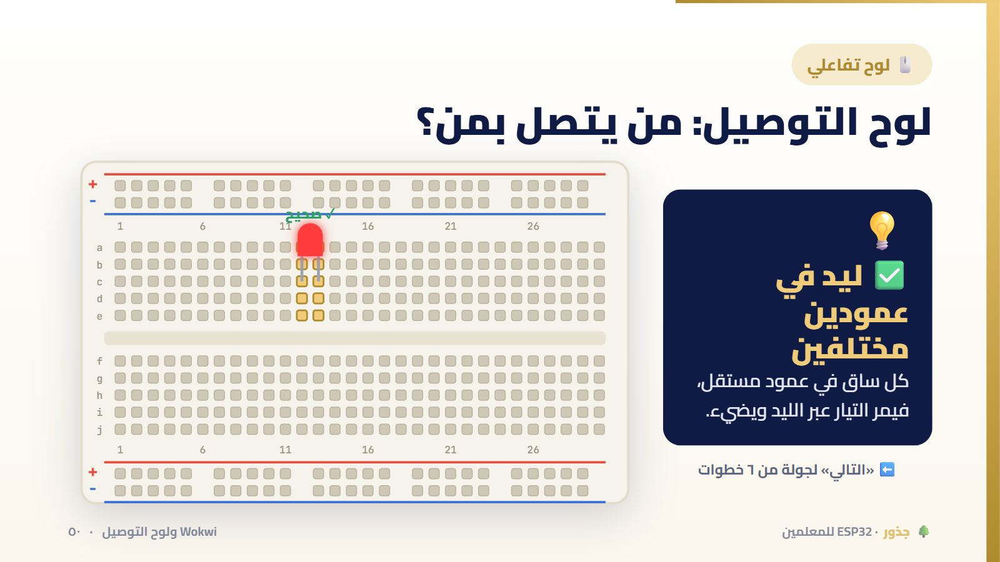 لوح تفاعلي
لوح التوصيل: من يتصل بمن؟
ليد في
عمودين
مختلفين
كل ساق في عمود مستقل،
فيمر التيار عبر الليد ويضيء.
«التالي» لجولة من ٦ خطوات
+
-
✓ صحيح
1 6 11 16 21 26
a
b
c
d
e
f
g
h
i
j
1 6 11 16 21 26
+
-
جذور · ESP32 للمعلمين
Wokwi ولوح التوصيل · ٥٠